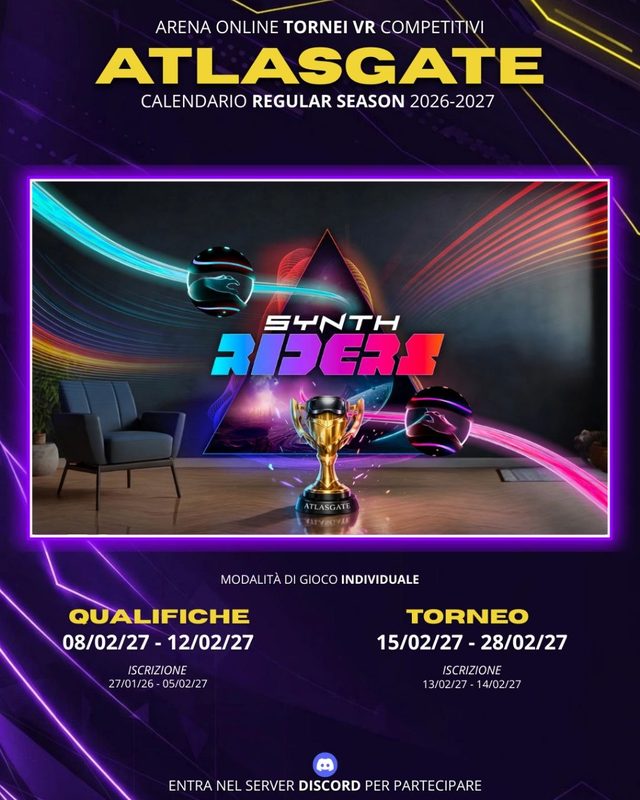 ARENA ONLINE TORNEI VR COMPETITIVI
ATLASGATE
CALENDARIO REGULAR SEASON 2026-2027
SYNTH
RIDERS
ATLASGATE
MODALITÀ DI GIOCO INDIVIDUALE
QUALIFICHE
08/02/27 - 12/02/27
ISCRIZIONE
27/01/26 - 05/02/27
TORNEO
15/02/27 - 28/02/27
ISCRIZIONE
13/02/27 - 14/02/27
ENTRA NEL SERVER DISCORD PER PARTECIPARE